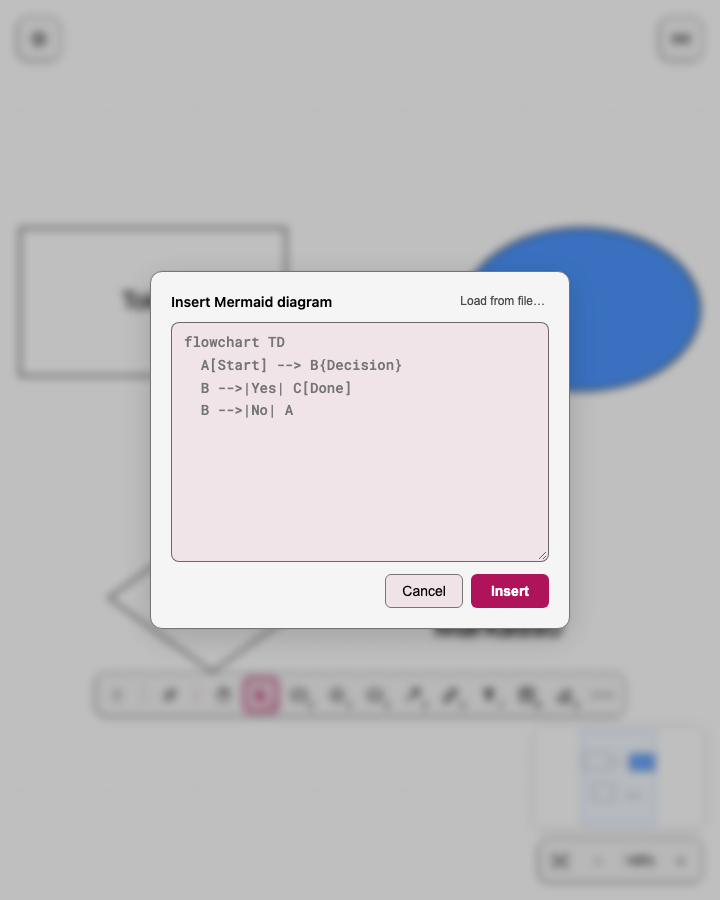 Insert Mermaid diagram
Load from file...
flowchart TD
  A[Start] --> B{Decision}
  B -->|Yes| C[Done]
  B -->|No| A
Cancel
Insert